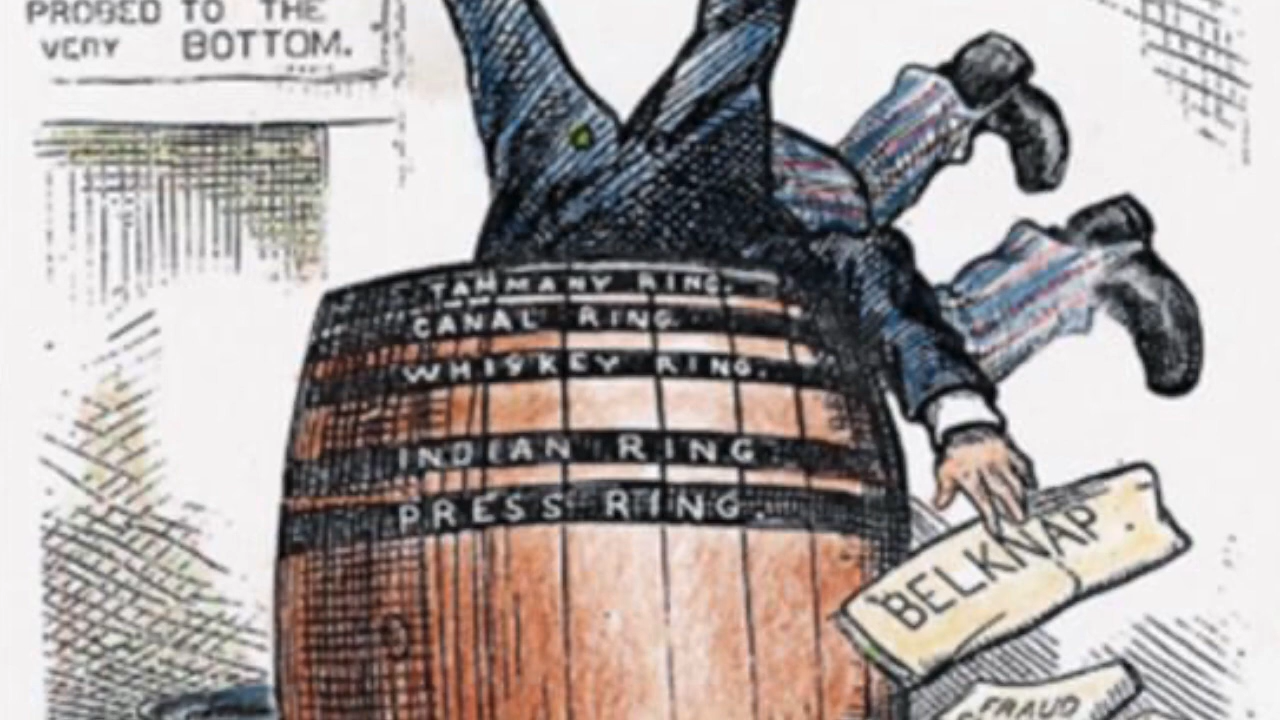 PROBED TO THE
VERY BOTTOM.
TAMMANY RING.
CANAL RING
WHISKEY RING.
INDIAN RING
PRESS RING.
BELKNAP
FRAUD